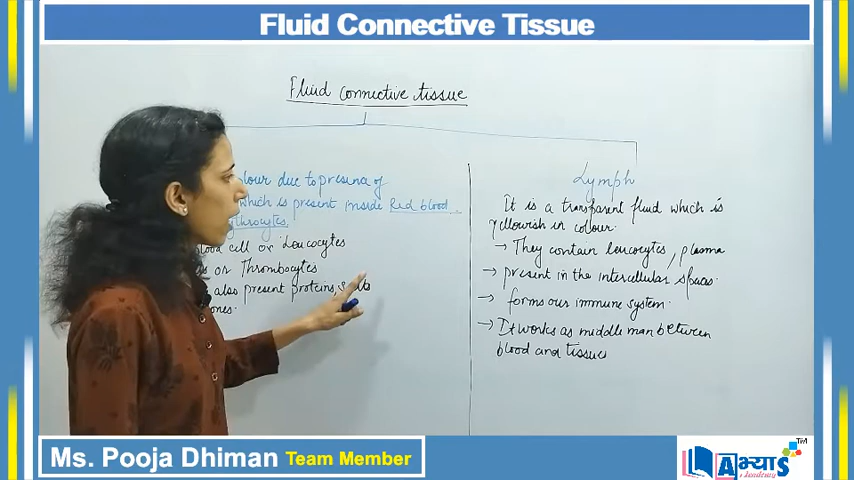 Fluid Connective Tissue
Fluid connective tissue
lour due to presence of
which is present inside Red blood
ythrocytes.
lood cell or Leucocytes
or Thrombocytes
also present proteins, salts
ones.
Lymph
It is a transparent fluid which is
yellowish in colour.
→ They contain leucocytes, plasma
→ present in the intercellular spaces.
→ forms our immune system.
→ It works as middle man between
blood and tissues
Ms. Pooja Dhiman Team Member
Aभ्याS
Academy
TM